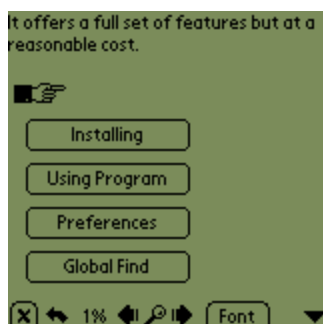 It offers a full set of features but at a
reasonable cost.
Installing
Using Program
Preferences
Global Find
X 1% Font